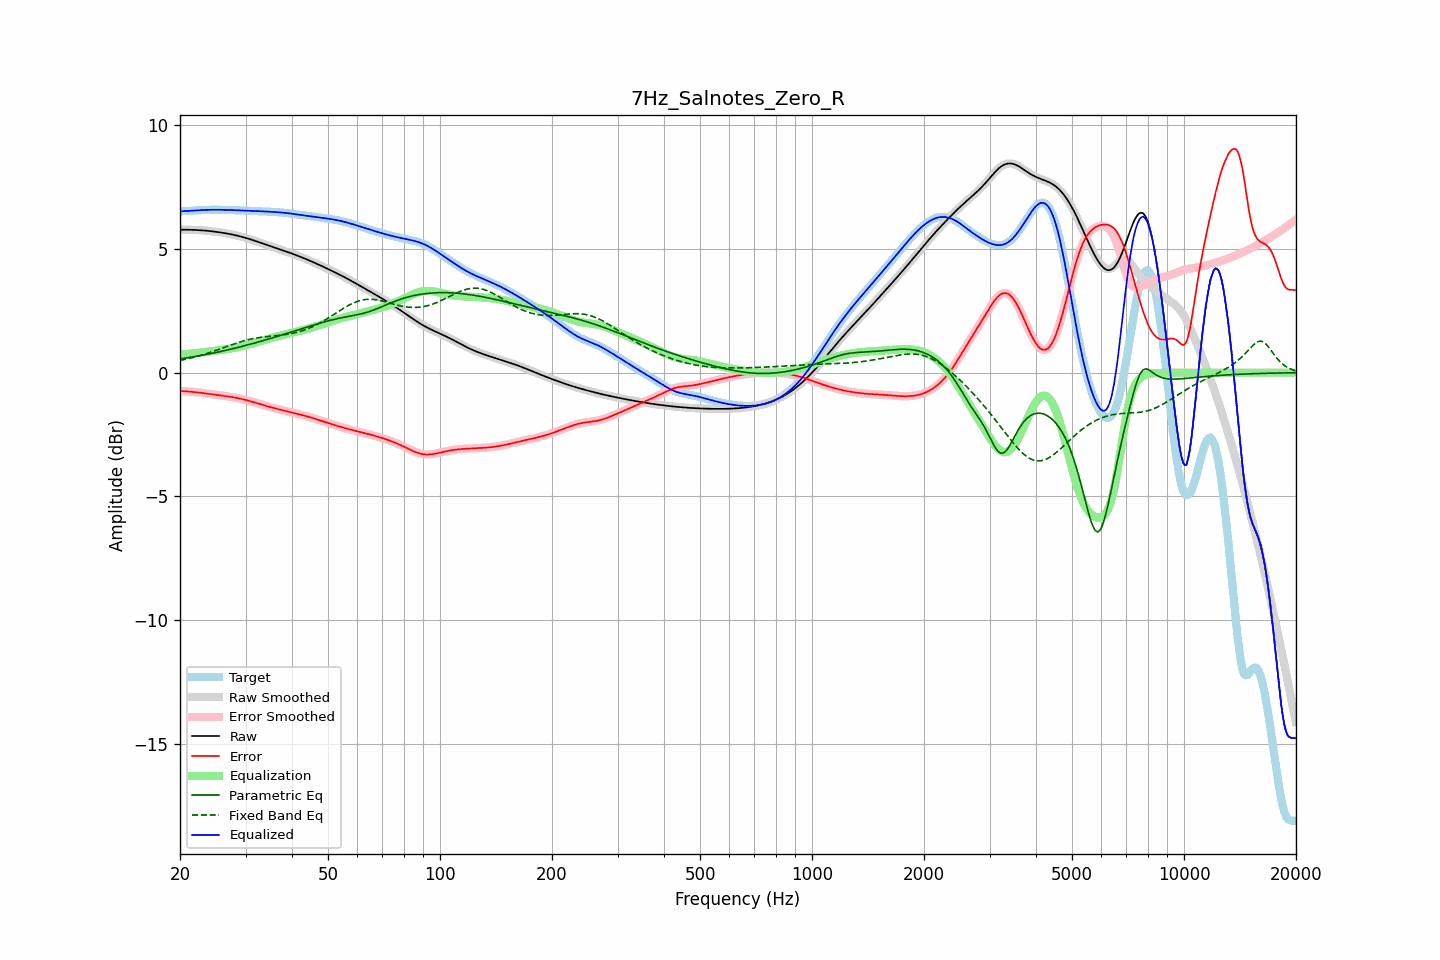 7Hz_Salnotes_Zero_R
10
5
0
−5
−10
−15
Amplitude (dBr)
Target
Raw Smoothed
Error Smoothed
Raw
Error
Equalization
Parametric Eq
Fixed Band Eq
Equalized
20 50 100 200 500 1000 2000 5000 10000 20000
Frequency (Hz)